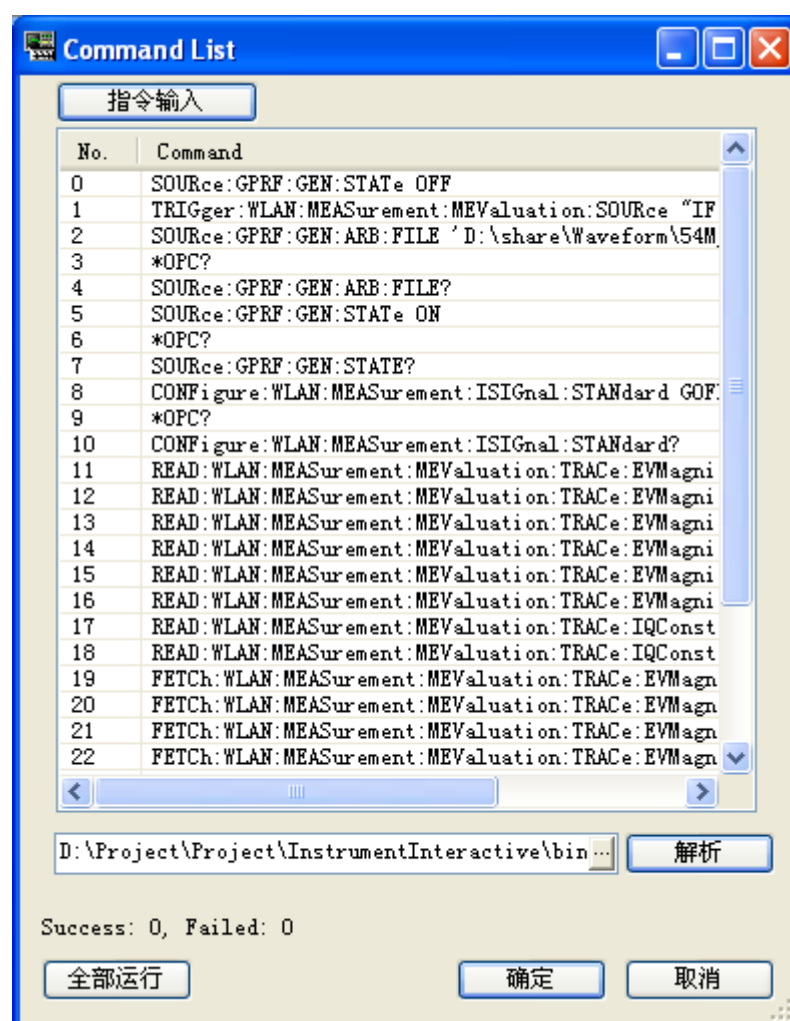 Command List
指令输入
No. Command
0 SOURce:GPRF:GEN:STATe OFF
1 TRIGger:WLAN:MEASurement:MEValuation:SOURce "IF
2 SOURce:GPRF:GEN:ARB:FILE 'D:\share\Waveform\54M_
3 *OPC?
4 SOURce:GPRF:GEN:ARB:FILE?
5 SOURce:GPRF:GEN:STATe ON
6 *OPC?
7 SOURce:GPRF:GEN:STATE?
8 CONFigure:WLAN:MEASurement:ISIGnal:STANdard GOF
9 *OPC?
10 CONFigure:WLAN:MEASurement:ISIGnal:STANdard?
11 READ:WLAN:MEASurement:MEValuation:TRACe:EVMagni
12 READ:WLAN:MEASurement:MEValuation:TRACe:EVMagni
13 READ:WLAN:MEASurement:MEValuation:TRACe:EVMagni
14 READ:WLAN:MEASurement:MEValuation:TRACe:EVMagni
15 READ:WLAN:MEASurement:MEValuation:TRACe:EVMagni
16 READ:WLAN:MEASurement:MEValuation:TRACe:EVMagni
17 READ:WLAN:MEASurement:MEValuation:TRACe:IQConst
18 READ:WLAN:MEASurement:MEValuation:TRACe:IQConst
19 FETCh:WLAN:MEASurement:MEValuation:TRACe:EVMagn
20 FETCh:WLAN:MEASurement:MEValuation:TRACe:EVMagn
21 FETCh:WLAN:MEASurement:MEValuation:TRACe:EVMagn
22 FETCh:WLAN:MEASurement:MEValuation:TRACe:EVMagn
D:\Project\Project\InstrumentInteractive\bin ... 解析
Success: 0, Failed: 0
全部运行 确定 取消